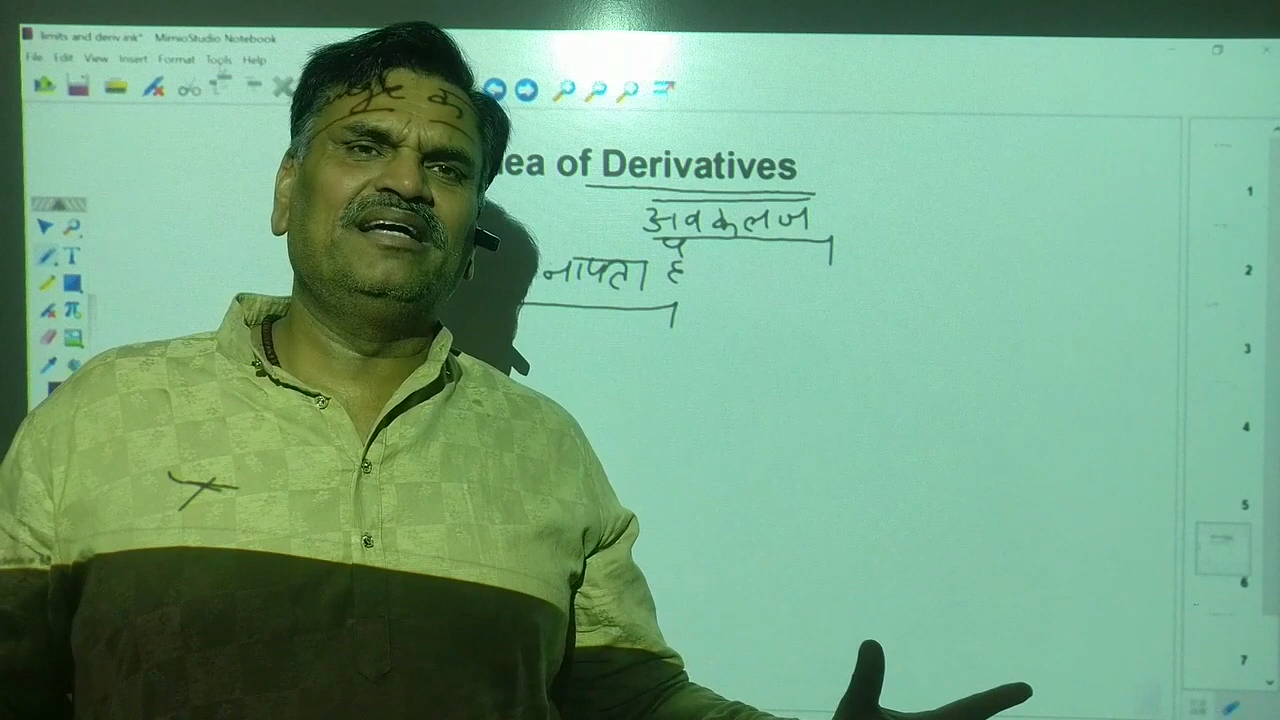 limits and deriv.ink* MimioStudio Notebook
File Edit View Insert Format Tools Help
dea of Derivatives
अवकलज
नापता है
1
2
3
4
5
6
7